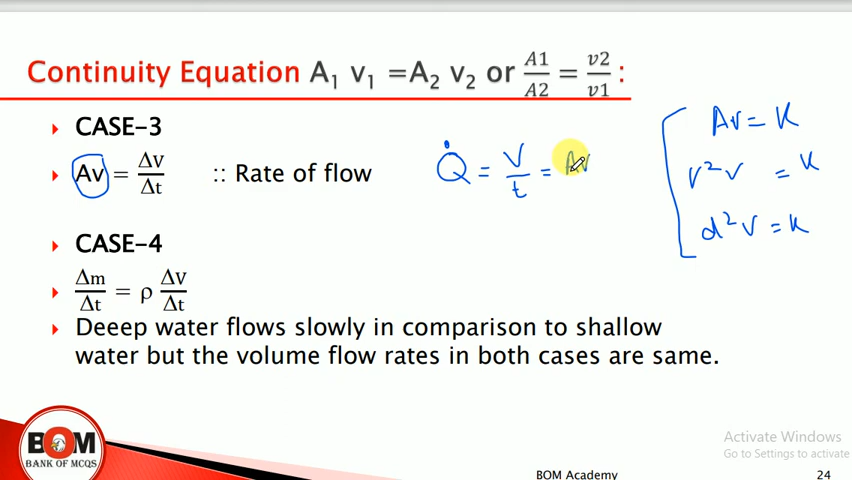 Continuity Equation A₁ v₁ =A₂ v₂ or A1/A2 = v2/v1 :
CASE-3
Av = Δv/Δt :: Rate of flow
Q̇ = V/t = Av
Av = K
r²v = K
d²v = K
CASE-4
Δm/Δt = ρ ΔV/Δt
Deeep water flows slowly in comparison to shallow
water but the volume flow rates in both cases are same.
BOM
BANK OF MCQS
BOM Academy
24
Activate Windows
Go to Settings to activate